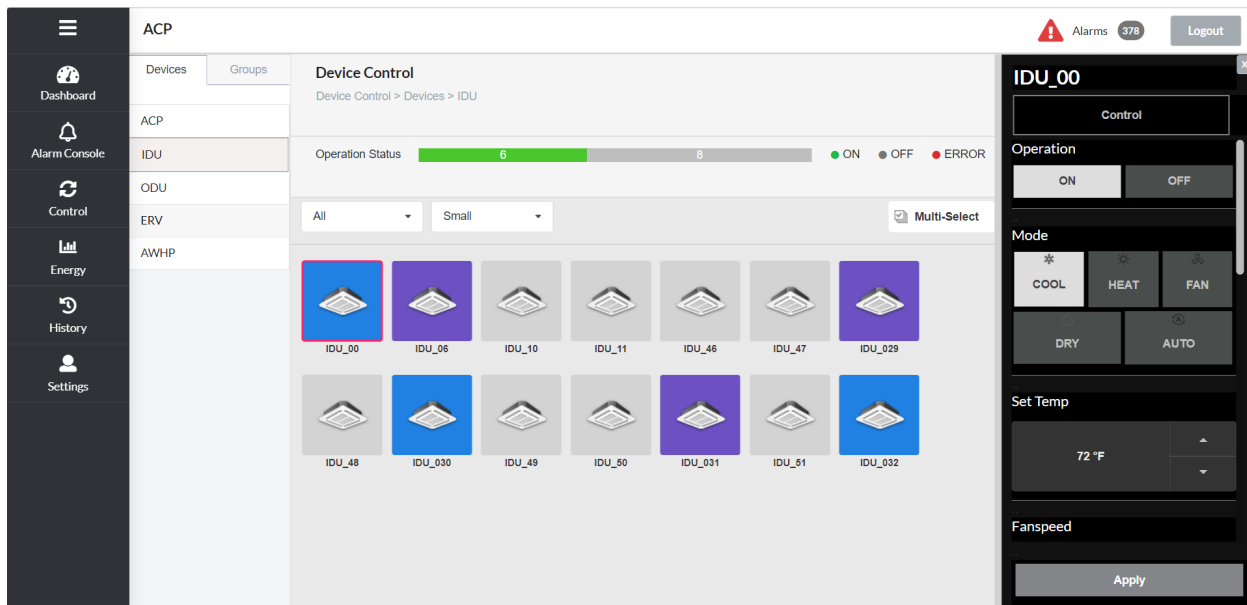 ACP
Alarms 378
Logout
Dashboard
Alarm Console
Control
Energy
History
Settings
Devices
Groups
ACP
IDU
ODU
ERV
AWHP
Device Control
Device Control > Devices > IDU
Operation Status 6 8 ON OFF ERROR
All
Small
Multi-Select
IDU_00 IDU_06 IDU_10 IDU_11 IDU_46 IDU_47 IDU_029
IDU_48 IDU_030 IDU_49 IDU_50 IDU_031 IDU_51 IDU_032
x
IDU_00
Control
Operation
ON OFF
..
Mode
COOL HEAT FAN
DRY AUTO
..
Set Temp
72 °F
..
Fanspeed
..
Apply